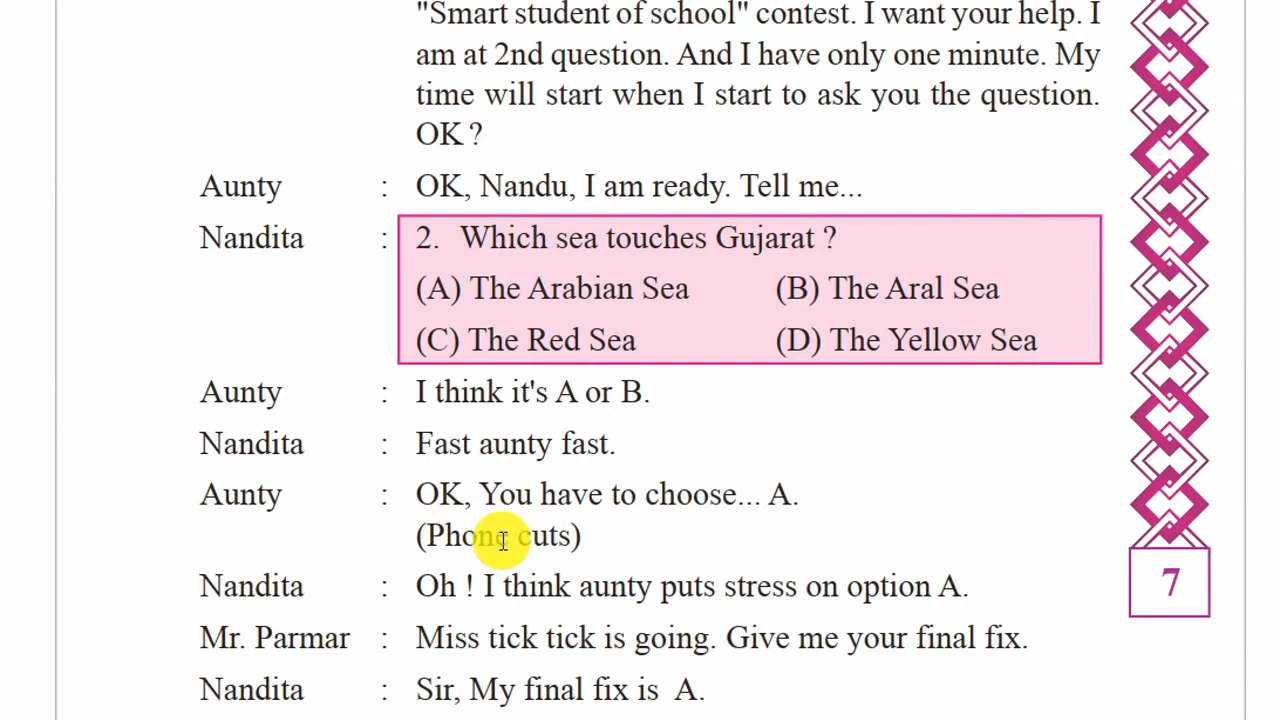 "Smart student of school" contest. I want your help. I
am at 2nd question. And I have only one minute. My
time will start when I start to ask you the question.
OK ?
Aunty : OK, Nandu, I am ready. Tell me...
Nandita : 2. Which sea touches Gujarat ?
(A) The Arabian Sea (B) The Aral Sea
(C) The Red Sea (D) The Yellow Sea
Aunty : I think it's A or B.
Nandita : Fast aunty fast.
Aunty : OK, You have to choose... A.
(Phone cuts)
Nandita : Oh ! I think aunty puts stress on option A.
7
Mr. Parmar : Miss tick tick is going. Give me your final fix.
Nandita : Sir, My final fix is A.